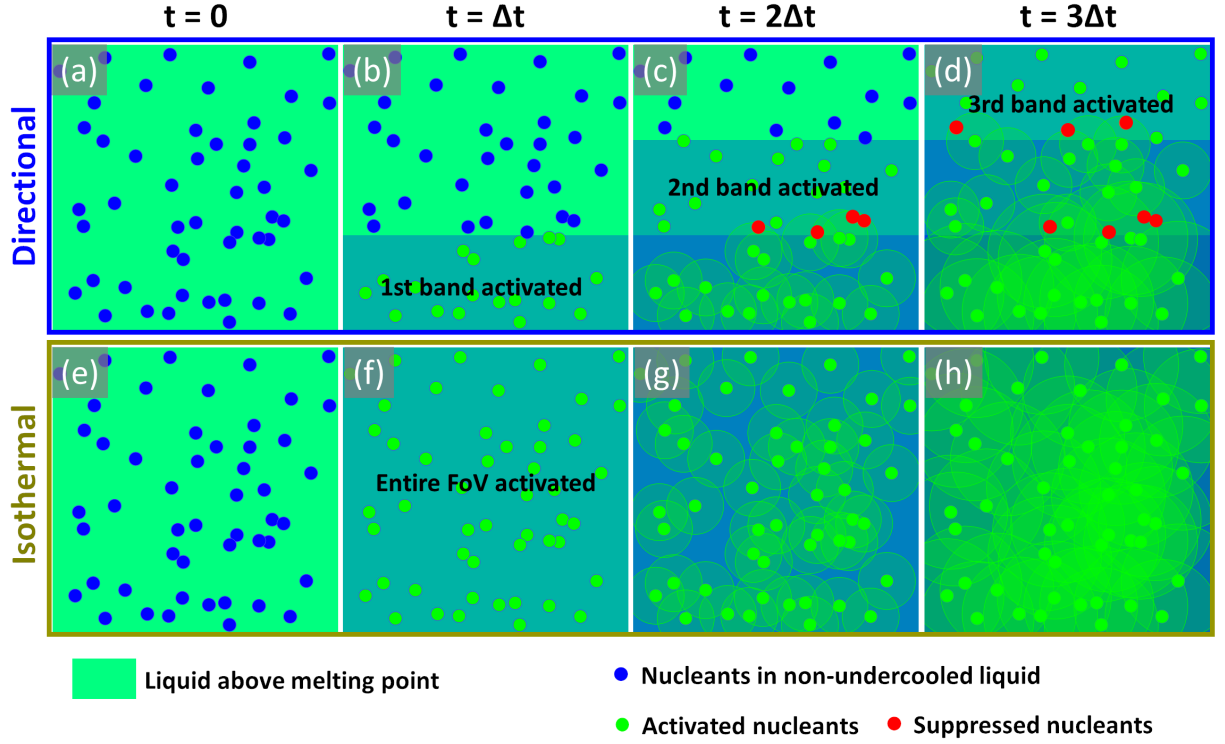 t = 0 t = Δt t = 2Δt t = 3Δt
Directional
(a) (b) (c) (d)
3rd band activated
2nd band activated
1st band activated
Isothermal
(e) (f) (g) (h)
Entire FoV activated
Liquid above melting point
Nucleants in non-undercooled liquid
Activated nucleants
Suppressed nucleants